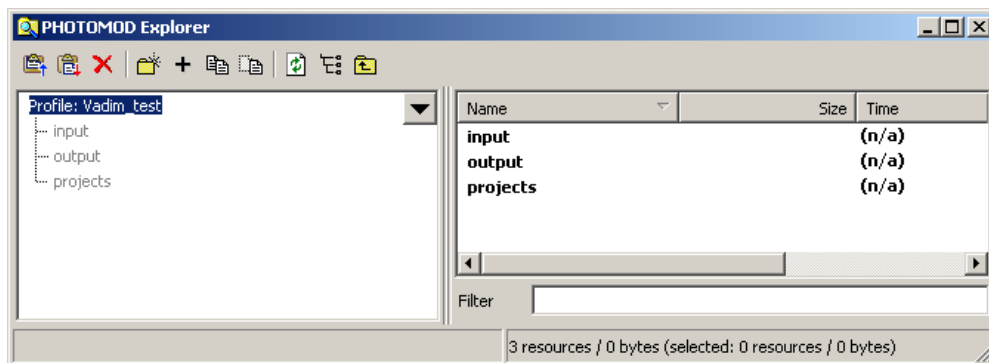 PHOTOMOD Explorer
Profile: Vadim_test
input
output
projects
Name Size Time
input (n/a)
output (n/a)
projects (n/a)
Filter
3 resources / 0 bytes (selected: 0 resources / 0 bytes)